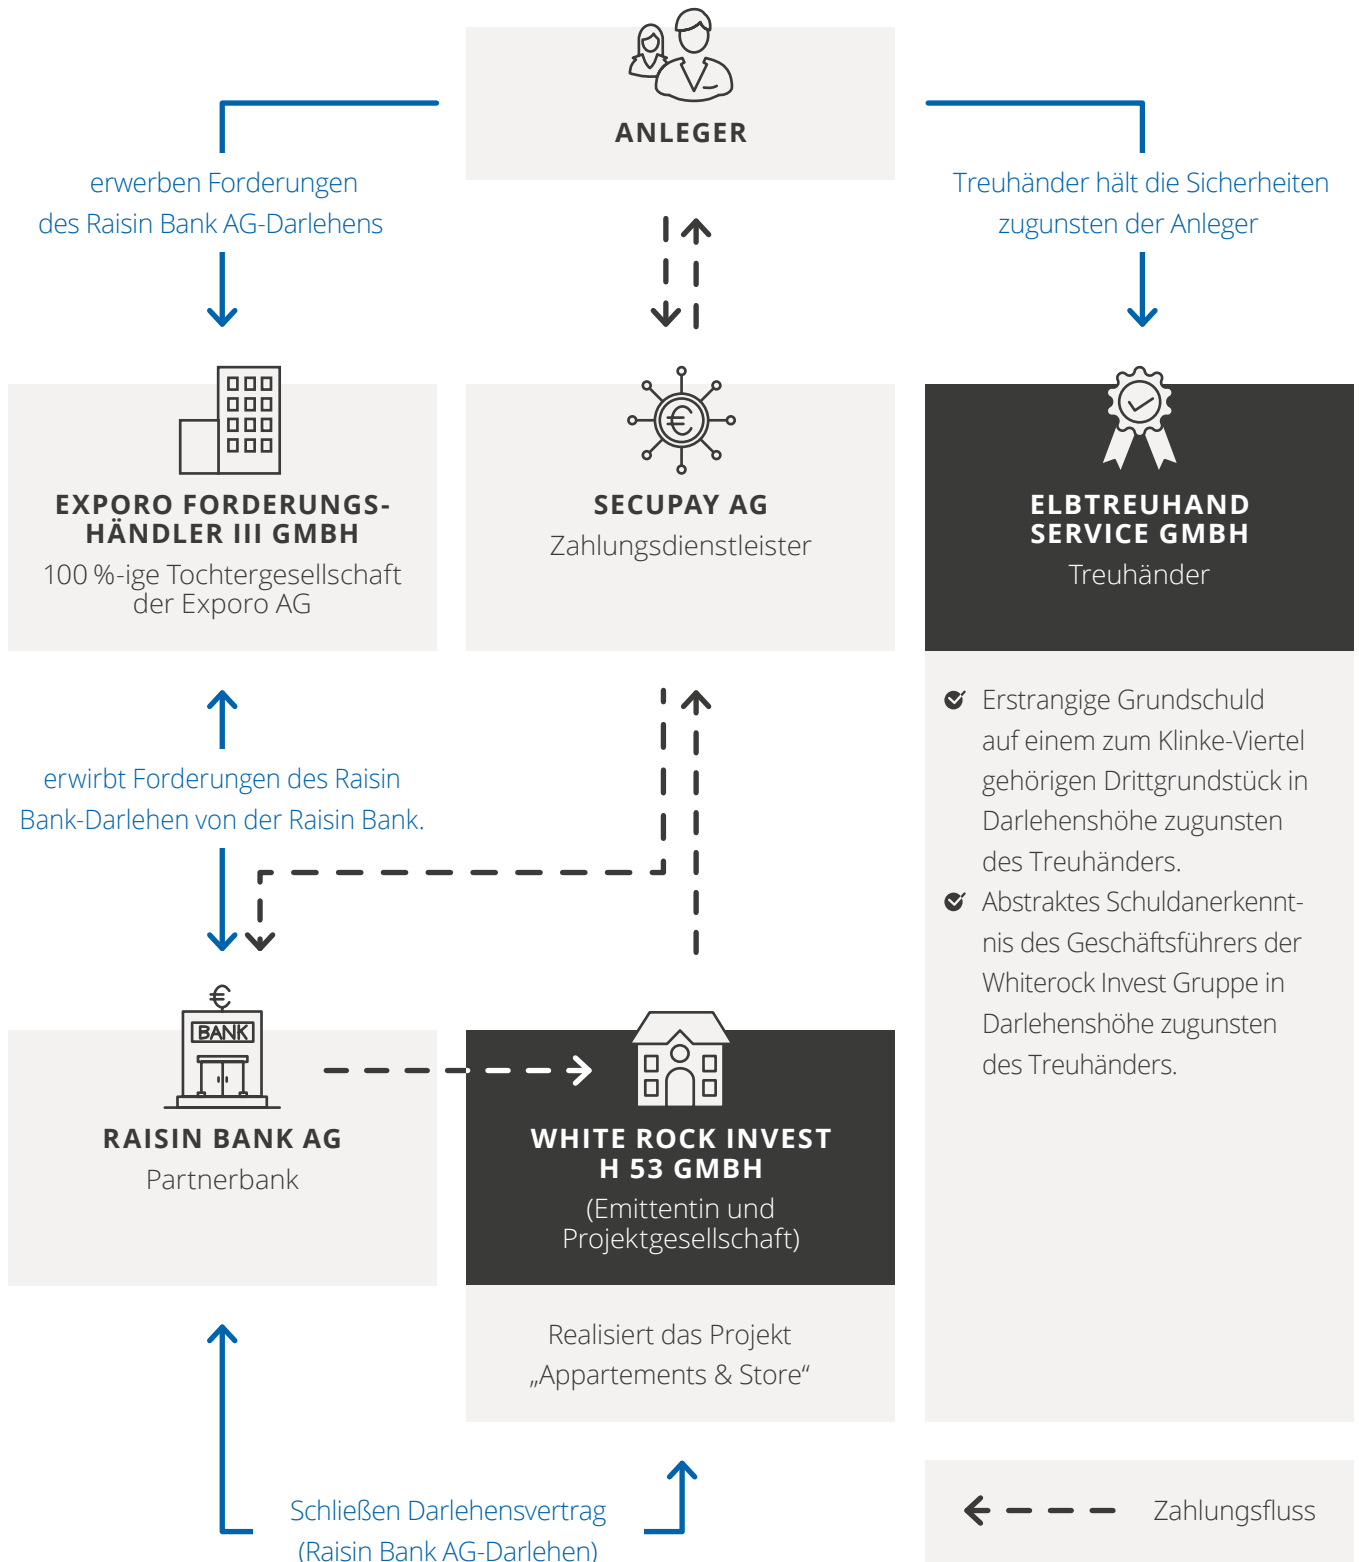 ANLEGER
erwerben Forderungen
des Raisin Bank AG-Darlehens
Treuhänder hält die Sicherheiten
zugunsten der Anleger
EXPORO FORDERUNGS-
HÄNDLER III GMBH
100 %-ige Tochtergesellschaft
der Exporo AG
€
SECUPAY AG
Zahlungsdienstleister
ELBTREUHAND
SERVICE GMBH
Treuhänder
erwirbt Forderungen des Raisin
Bank-Darlehen von der Raisin Bank.
Erstrangige Grundschuld
auf einem zum Klinke-Viertel
gehörigen Drittgrundstück in
Darlehenshöhe zugunsten
des Treuhänders.
Abstraktes Schuldanerkennt-
nis des Geschäftsführers der
Whiterock Invest Gruppe in
Darlehenshöhe zugunsten
des Treuhänders.
€
BANK
RAISIN BANK AG
Partnerbank
WHITE ROCK INVEST
H 53 GMBH
(Emittentin und
Projektgesellschaft)
Realisiert das Projekt
„Appartements & Store“
Schließen Darlehensvertrag
(Raisin Bank AG-Darlehen)
Zahlungsfluss